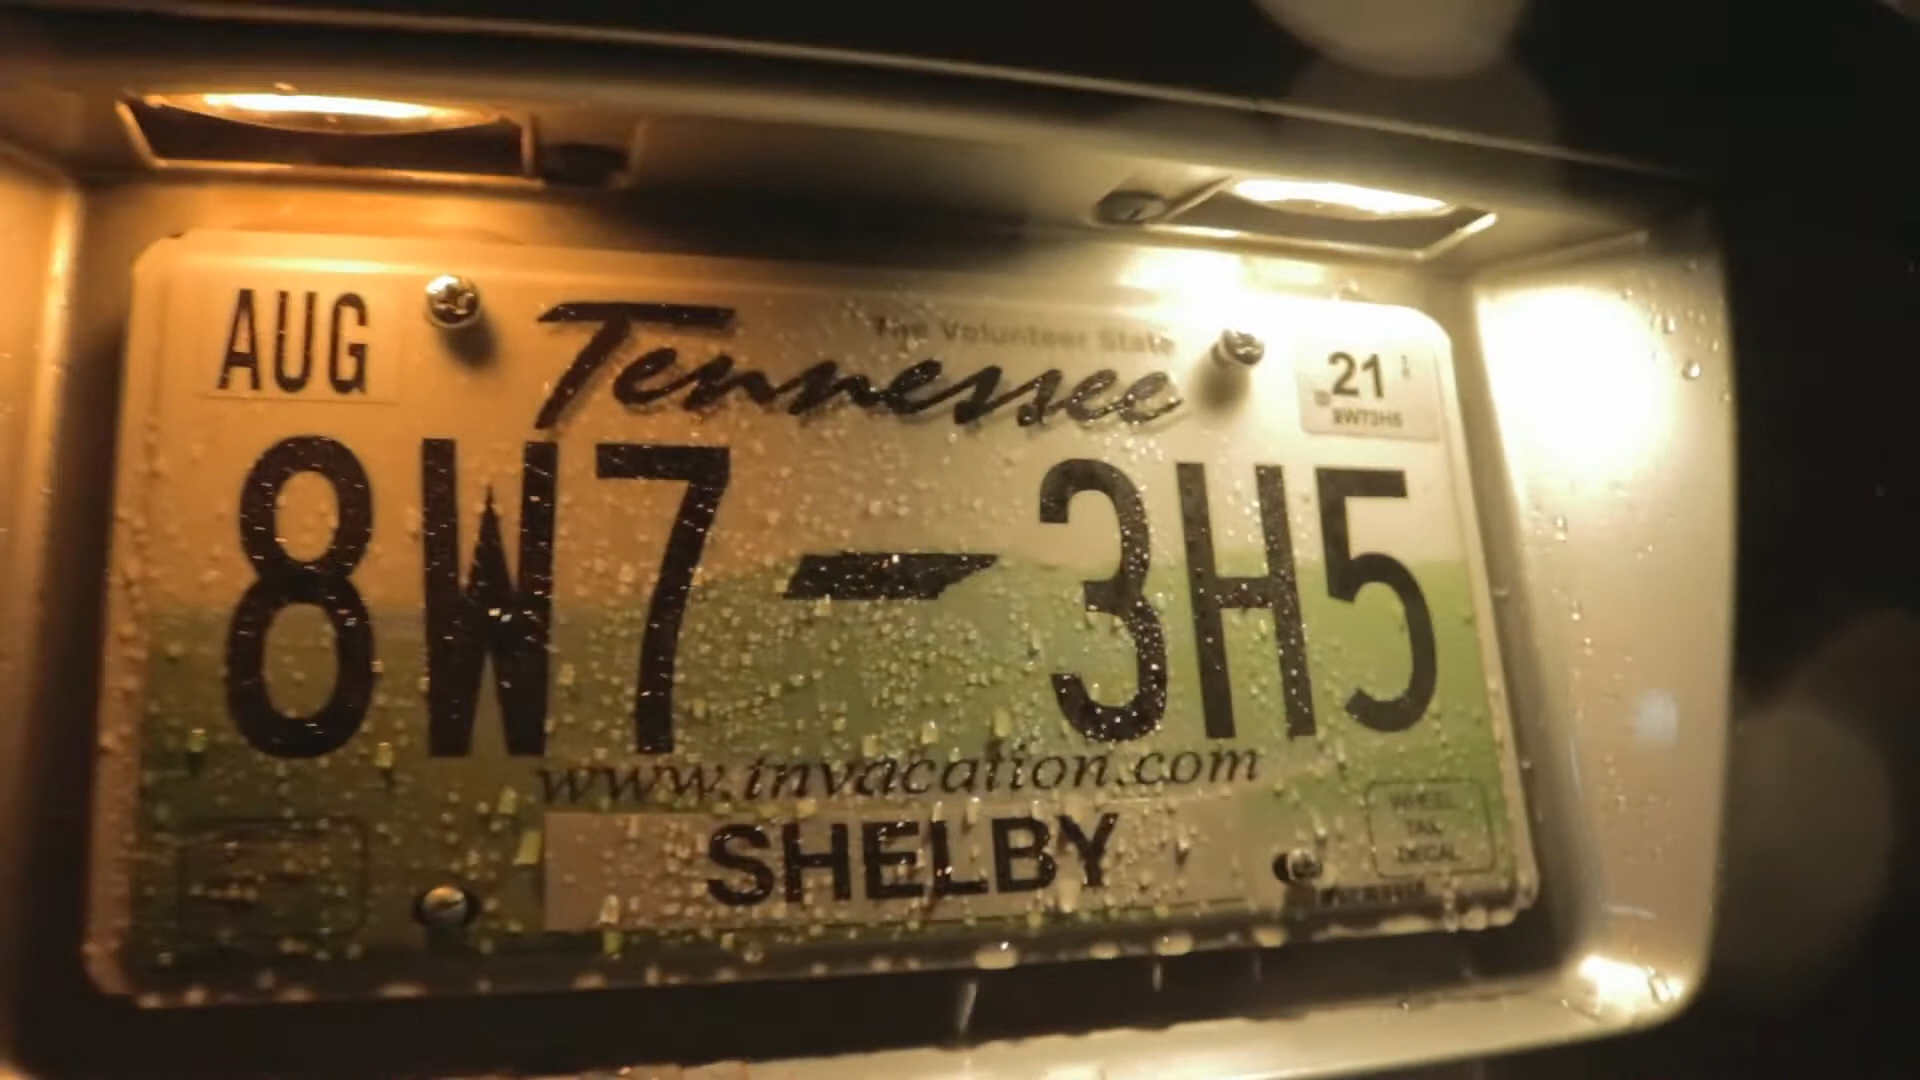 AUG
Tennessee
The Volunteer State
21
8W73H5
8W7 3H5
www.tnvacation.com
SHELBY
WHEEL
TAX
DECAL